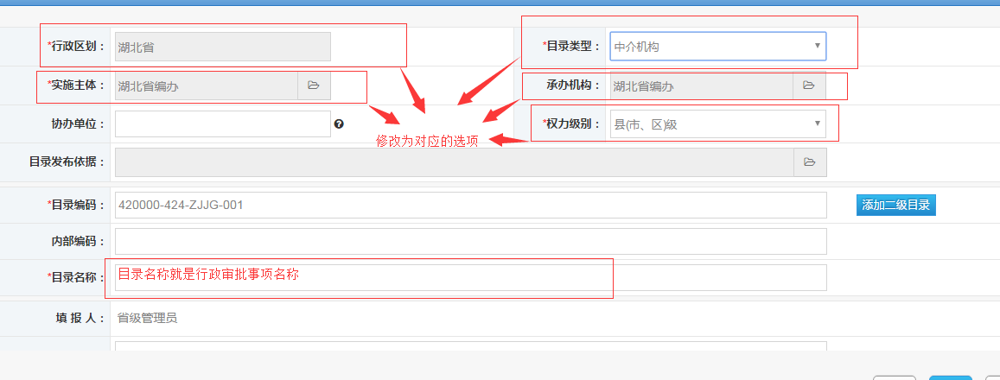 *行政区划： 湖北省 *目录类型： 中介机构
*实施主体： 湖北省编办 承办机构： 湖北省编办
协办单位： *权力级别： 县(市、区)级
修改为对应的选项
目录发布依据：
*目录编码： 420000-424-ZJJG-001 添加二级目录
内部编码：
*目录名称： 目录名称就是行政审批事项名称
填 报 人： 省级管理员